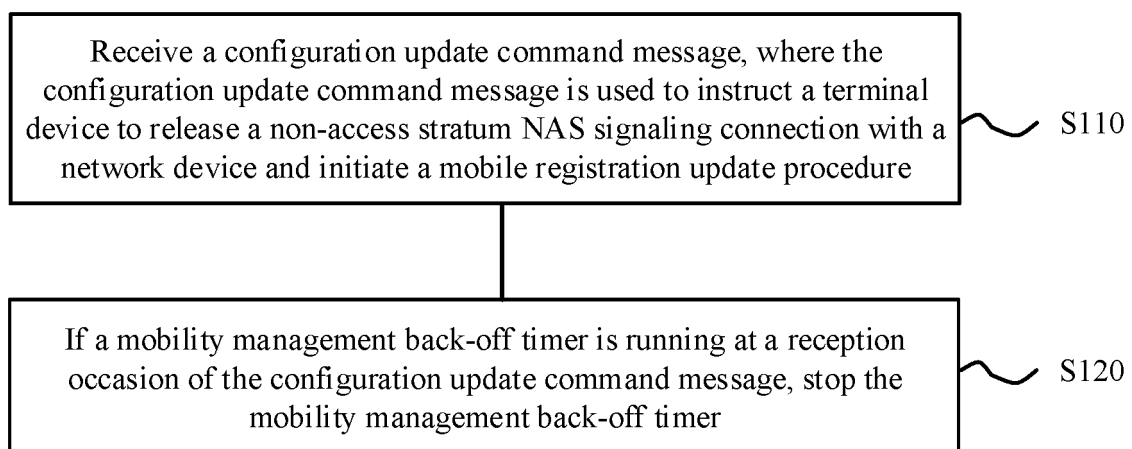 Receive a configuration update command message, where the
configuration update command message is used to instruct a terminal
device to release a non-access stratum NAS signaling connection with a
network device and initiate a mobile registration update procedure
S110
If a mobility management back-off timer is running at a reception
occasion of the configuration update command message, stop the
mobility management back-off timer
S120